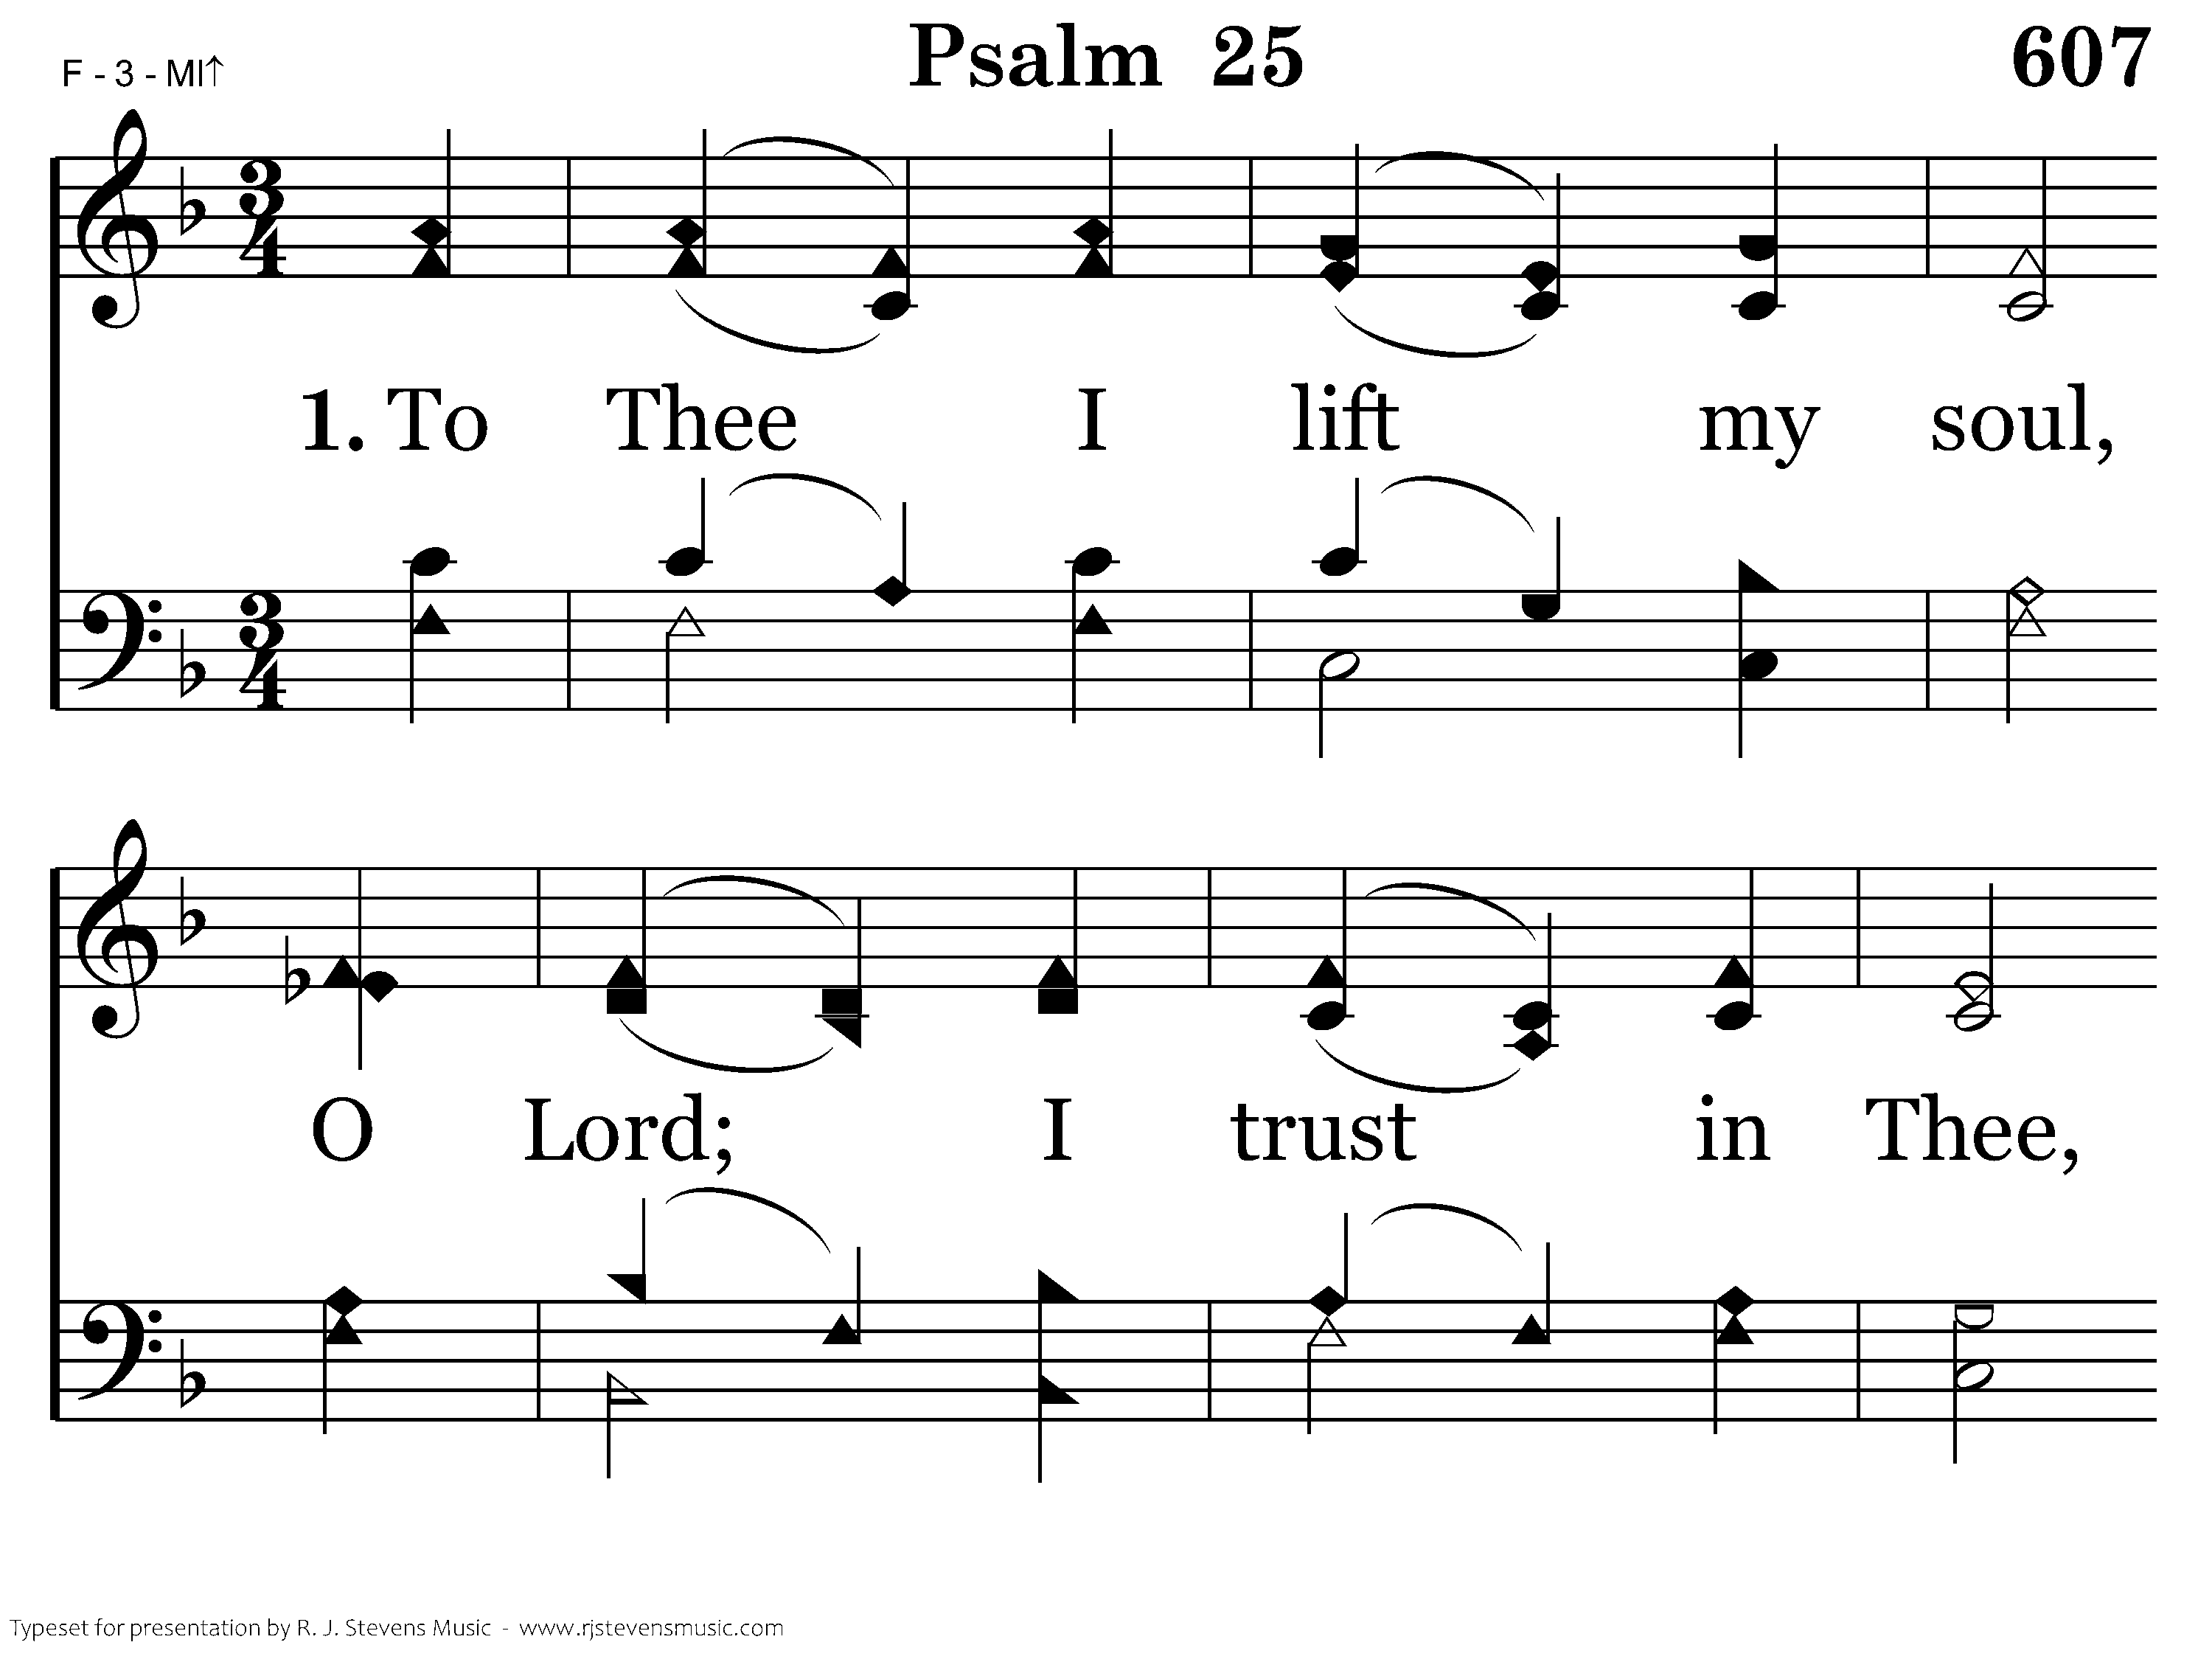 F - 3 - MI↑ Psalm 25 607
1. To Thee I lift my soul,
O Lord; I trust in Thee,
Typeset for presentation by R. J. Stevens Music - www.rjstevensmusic.com